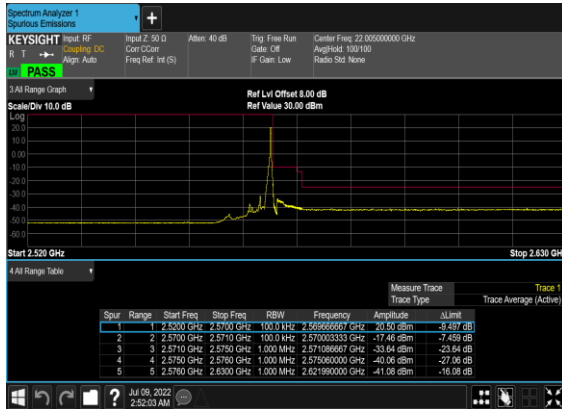 Spectrum Analyzer 1
Spurious Emissions
+
KEYSIGHT Input: RF Input Z: 50 Ω Atten: 40 dB Trig: Free Run Center Freq: 22.005000000 GHz
R T Coupling: DC Corr CCorr Gate: Off Avg|Hold: 100/100
Align: Auto Freq Ref: Int (S) IF Gain: Low Radio Std: None
PASS
3 All Range Graph
Ref Lvl Offset 8.00 dB
Scale/Div 10.0 dB Ref Value 30.00 dBm
Log
20.0
10.0
0.00
-10.0
-20.0
-30.0
-40.0
-50.0
-60.0
Start 2.520 GHz Stop 2.630 GH
4 All Range Table
Measure Trace Trace 1
Trace Type Trace Average (Active)
Spur Range Start Freq Stop Freq RBW Frequency Amplitude ΔLimit
1 1 2.5200 GHz 2.5700 GHz 100.0 kHz 2.569666667 GHz 20.50 dBm -9.497 dB
2 2 2.5700 GHz 2.5710 GHz 100.0 kHz 2.570003333 GHz -17.46 dBm -7.459 dB
3 3 2.5710 GHz 2.5750 GHz 1.000 MHz 2.571086667 GHz -33.64 dBm -23.64 dB
4 4 2.5750 GHz 2.5760 GHz 1.000 MHz 2.575060000 GHz -40.06 dBm -27.06 dB
5 5 2.5760 GHz 2.6300 GHz 1.000 MHz 2.621990000 GHz -41.08 dBm -16.08 dB
? Jul 09, 2022
2:52:03 AM